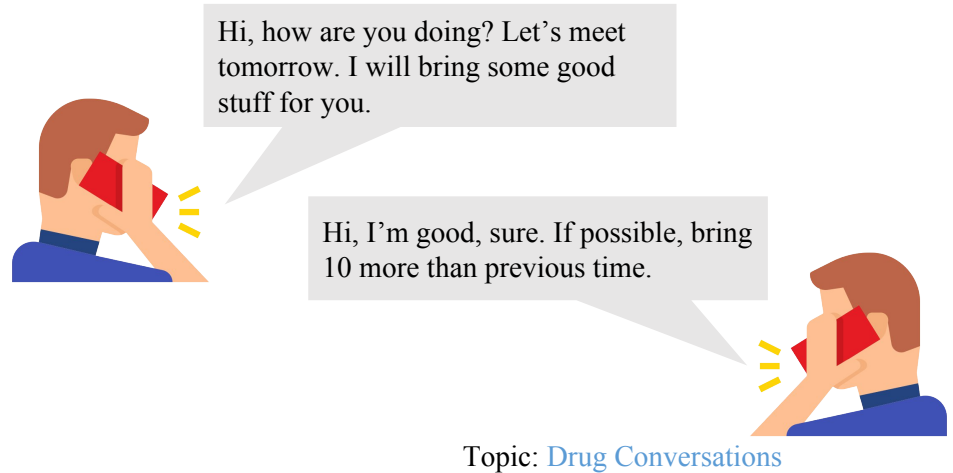 Hi, how are you doing? Let’s meet
tomorrow. I will bring some good
stuff for you.
Hi, I’m good, sure. If possible, bring
10 more than previous time.
Topic: Drug Conversations